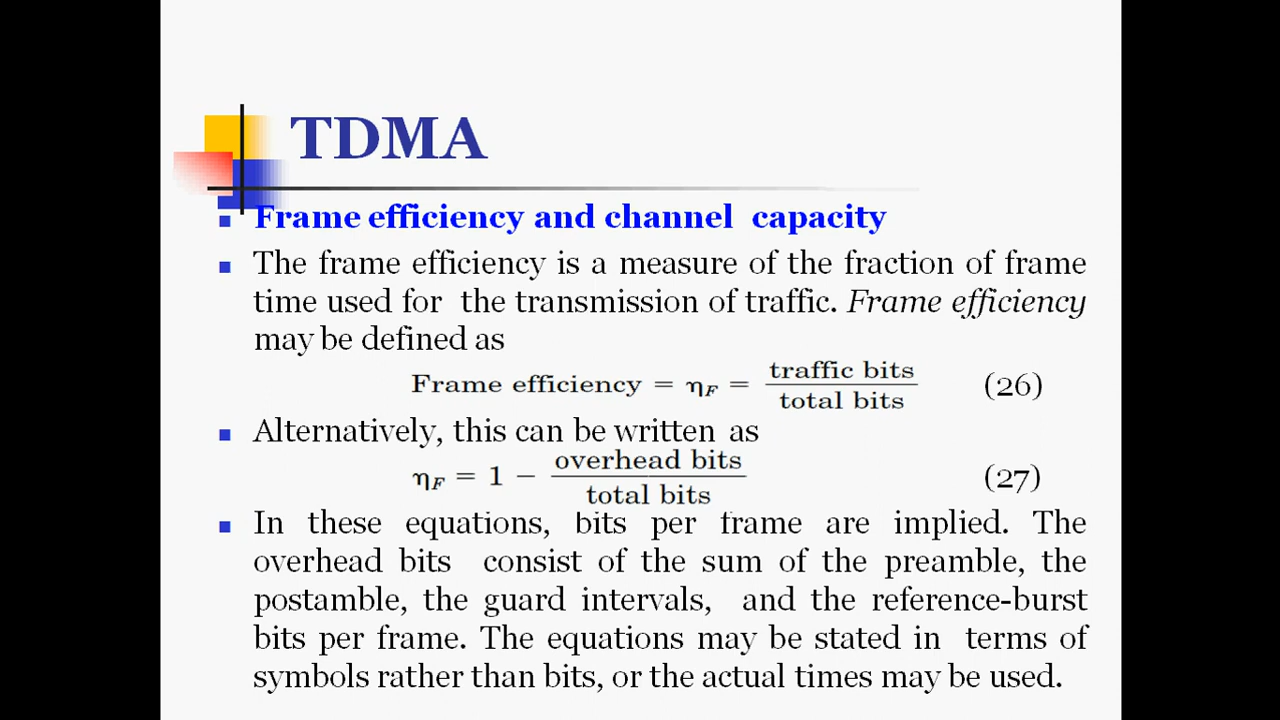 TDMA
Frame efficiency and channel capacity
The frame efficiency is a measure of the fraction of frame
time used for the transmission of traffic. Frame efficiency
may be defined as
Frame efficiency = ηF = traffic bits / total bits (26)
Alternatively, this can be written as
ηF = 1 − overhead bits / total bits (27)
In these equations, bits per frame are implied. The
overhead bits consist of the sum of the preamble, the
postamble, the guard intervals, and the reference-burst
bits per frame. The equations may be stated in terms of
symbols rather than bits, or the actual times may be used.